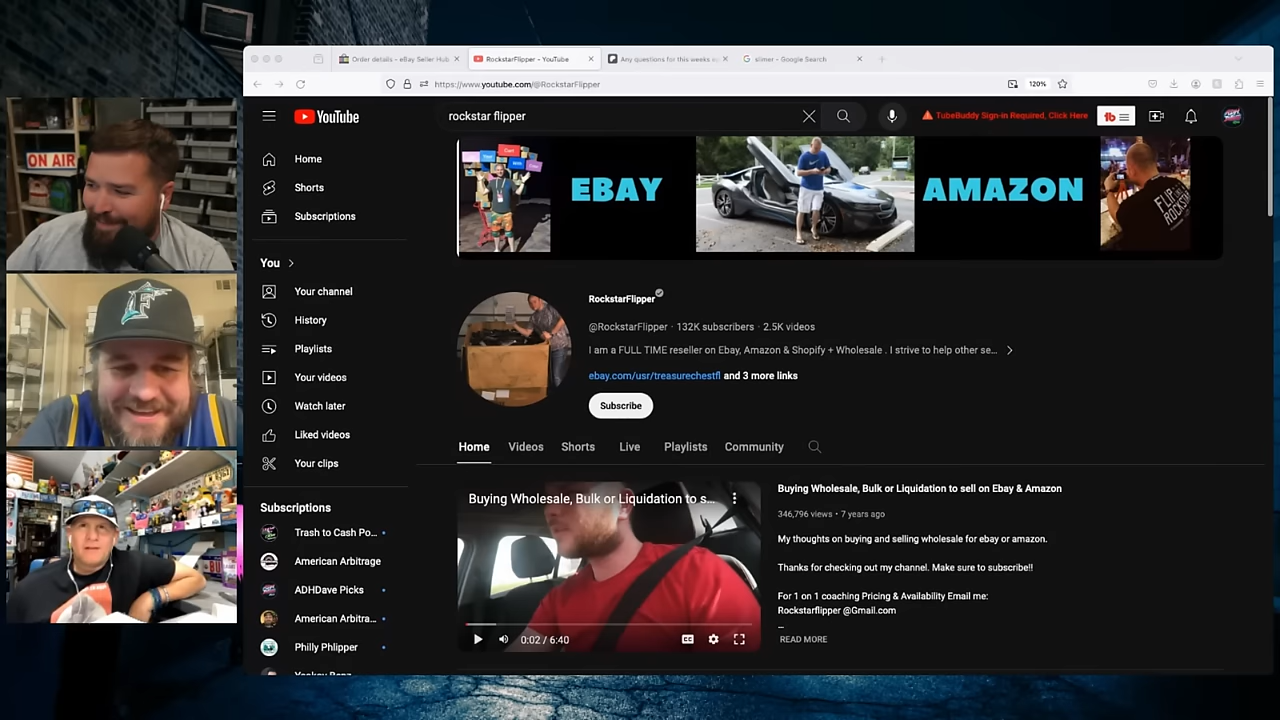 Order details - eBay Seller Hub
RockstarFlipper - YouTube
Any questions for this weeks ep
slimer - Google Search
https://www.youtube.com/@RockstarFlipper
120%
YouTube
rockstar flipper
TubeBuddy Sign-in Required, Click Here
tb
Home
Shorts
Subscriptions
EBAY
AMAZON
FLIP
ROCKSTAR
ON AIR
F
You
Your channel
History
Playlists
Your videos
Watch later
Liked videos
Your clips
Subscriptions
Trash to Cash Po...
American Arbitrage
ADHDave Picks
American Arbitra...
Philly Phlipper
RockstarFlipper
@RockstarFlipper · 132K subscribers · 2.5K videos
I am a FULL TIME reseller on Ebay, Amazon & Shopify + Wholesale . I strive to help other se...
ebay.com/usr/treasurechestfl and 3 more links
Subscribe
Home Videos Shorts Live Playlists Community
Buying Wholesale, Bulk or Liquidation to s...
0:02 / 6:40
Buying Wholesale, Bulk or Liquidation to sell on Ebay & Amazon
346,796 views • 7 years ago
My thoughts on buying and selling wholesale for ebay or amazon.
Thanks for checking out my channel. Make sure to subscribe!!
For 1 on 1 coaching Pricing & Availability Email me:
Rockstarflipper @Gmail.com
...
READ MORE